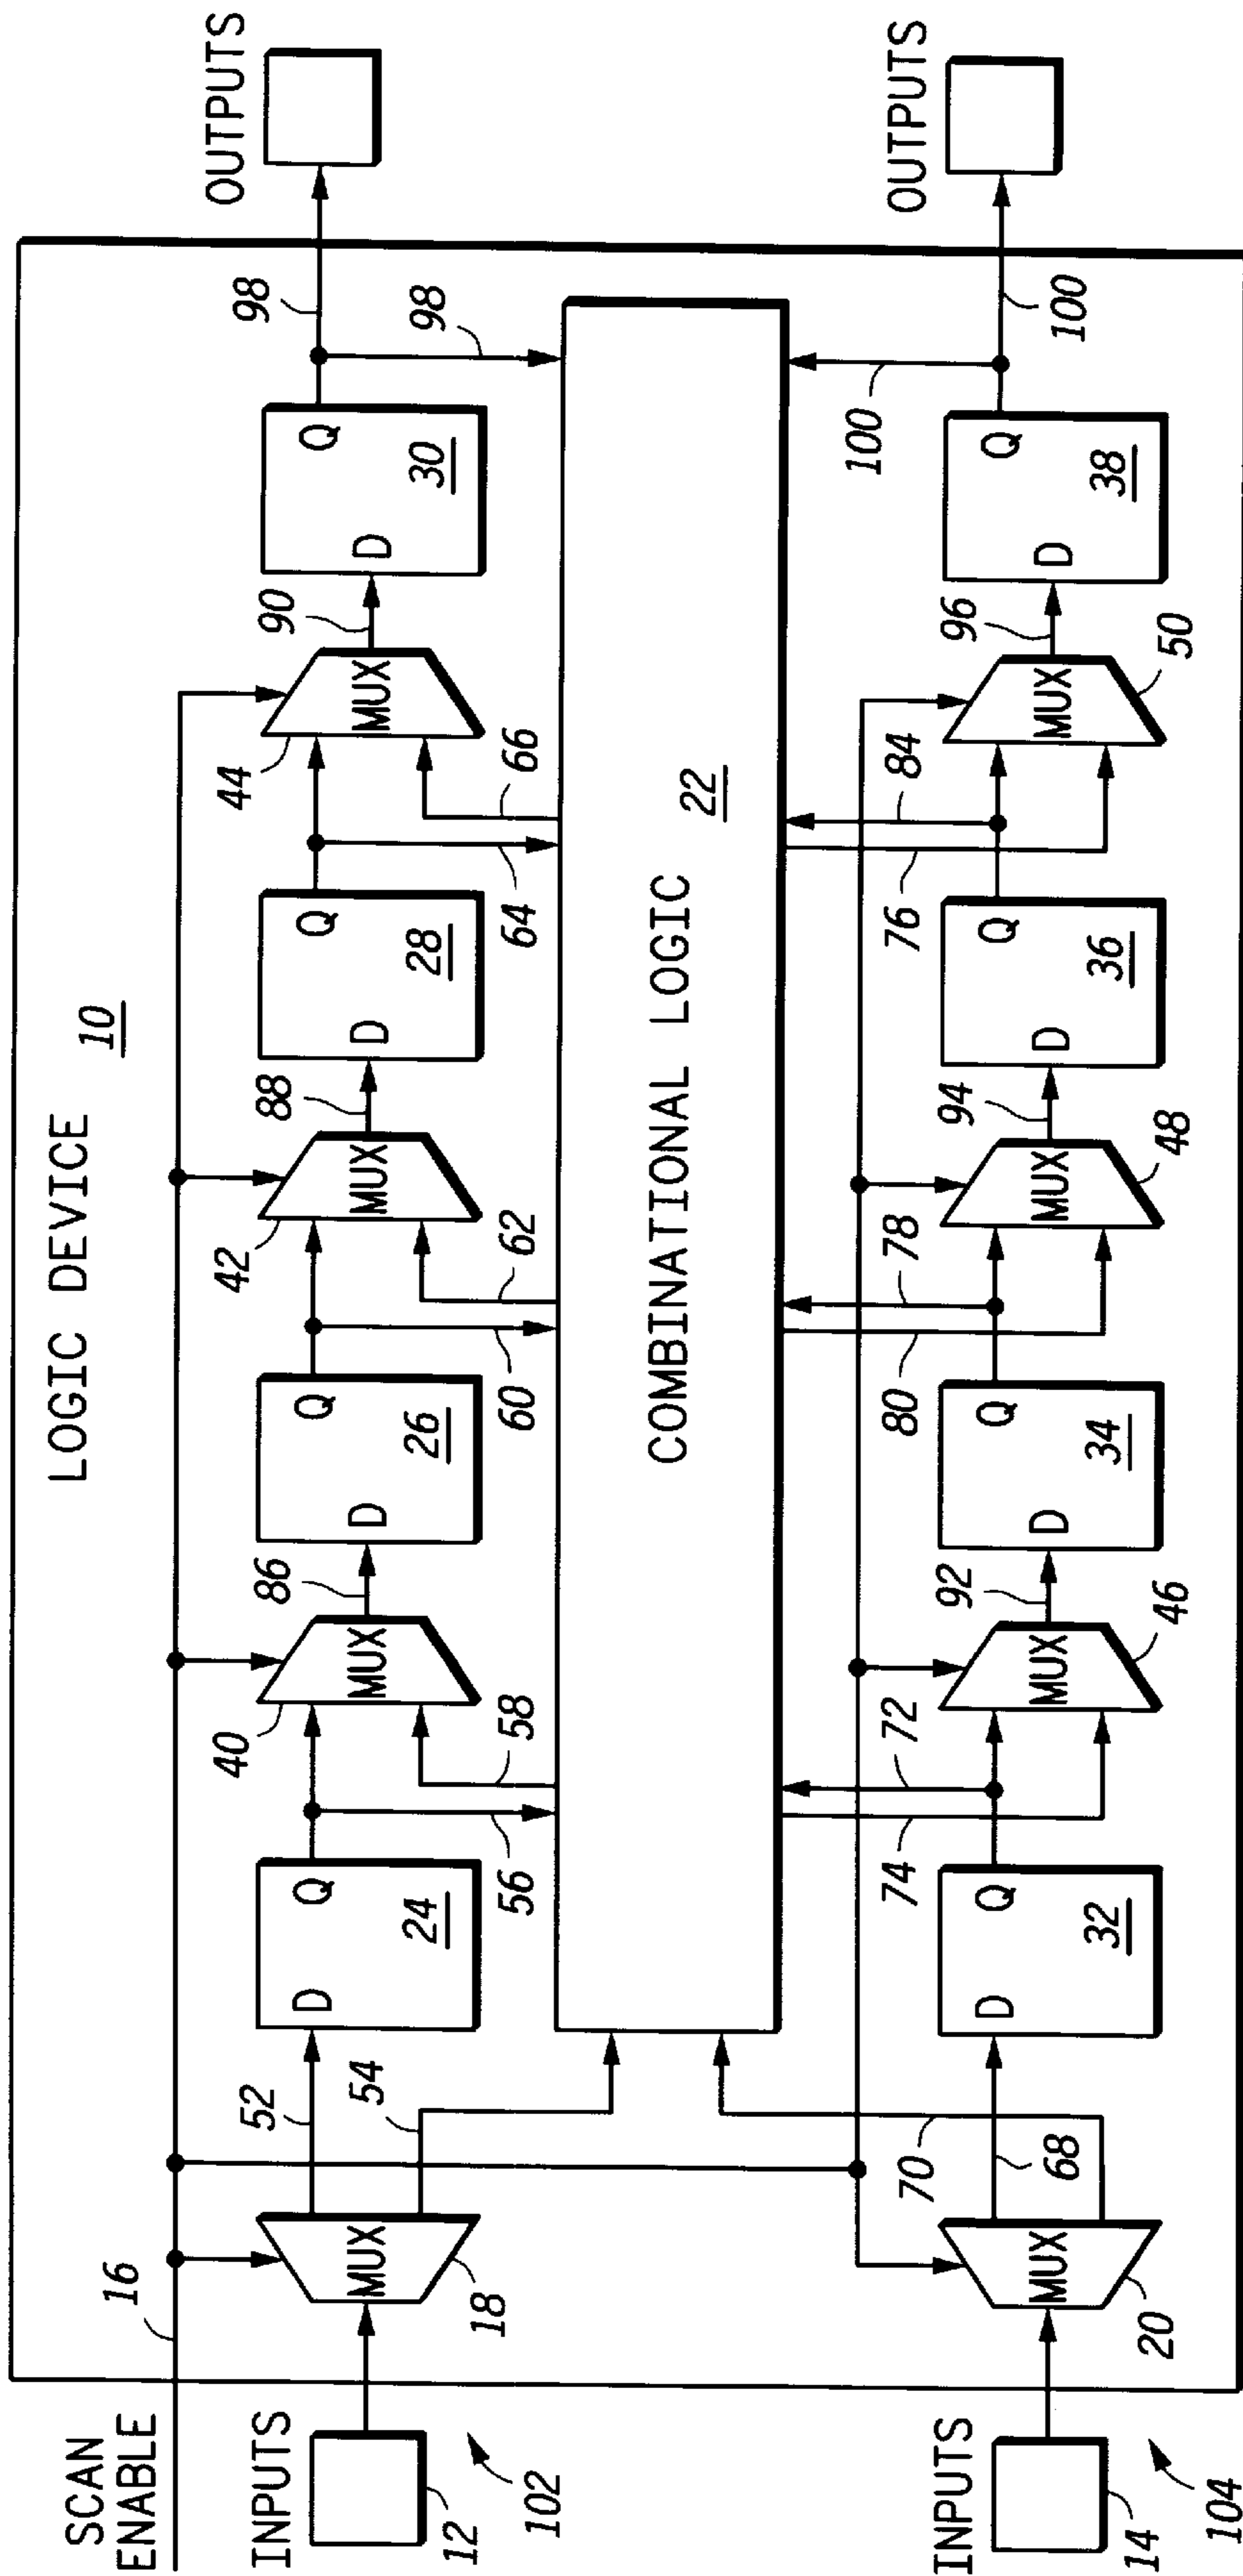 SCAN
ENABLE
16
LOGIC DEVICE
10
INPUTS
12
102
MUX
18
52
54
D
Q
24
56
58
40
MUX
86
D
Q
26
60
62
42
MUX
88
D
Q
28
64
66
44
MUX
90
D
Q
30
98
98
OUTPUTS
COMBINATIONAL LOGIC
22
INPUTS
14
104
MUX
20
70
68
D
Q
32
74
72
MUX
46
92
D
Q
34
80
78
MUX
48
94
D
Q
36
76
84
MUX
50
96
D
Q
38
100
100
OUTPUTS